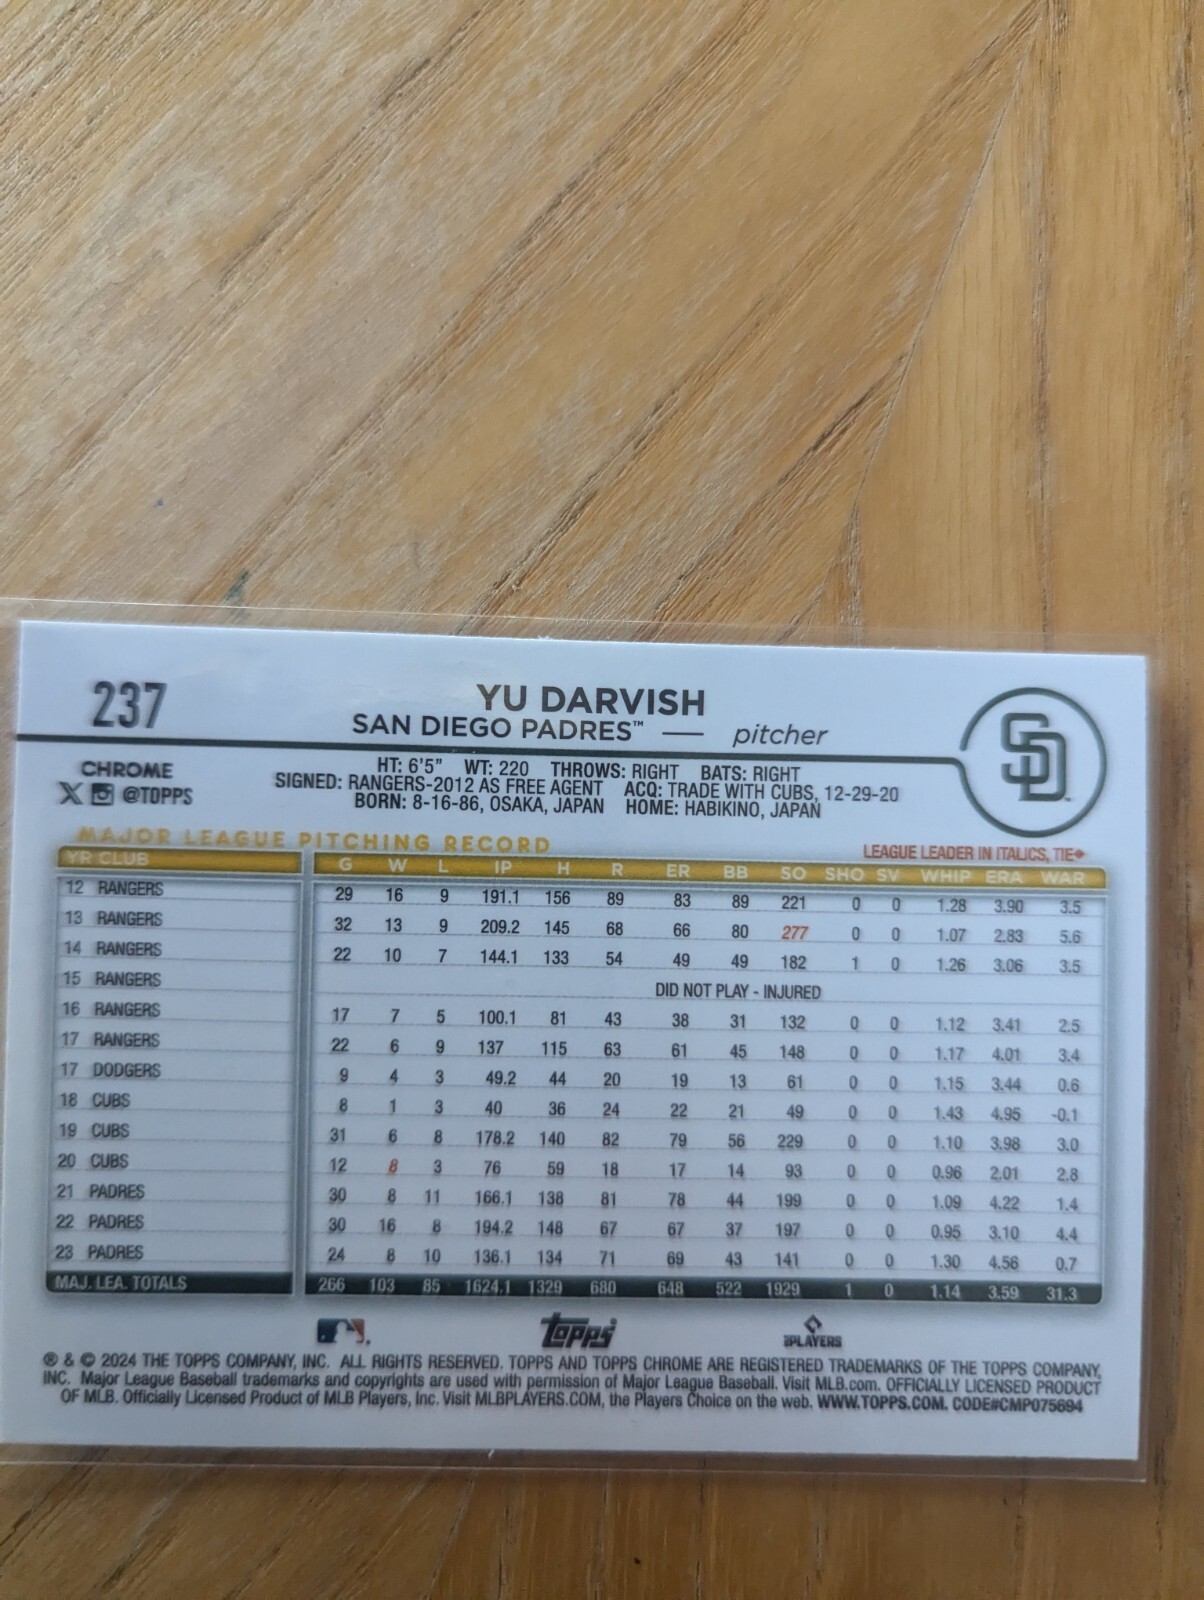 237
YU DARVISH
SAN DIEGO PADRES™ — pitcher
SD
CHROME
X @TOPPS
HT: 6'5" WT: 220 THROWS: RIGHT BATS: RIGHT
SIGNED: RANGERS-2012 AS FREE AGENT ACQ: TRADE WITH CUBS, 12-29-20
BORN: 8-16-86, OSAKA, JAPAN HOME: HABIKINO, JAPAN
MAJOR LEAGUE PITCHING RECORD
LEAGUE LEADER IN ITALICS, TIE◆
YR CLUB G W L IP H R ER BB SO SHO SV WHIP ERA WAR
12 RANGERS 29 16 9 191.1 156 89 83 89 221 0 0 1.28 3.90 3.5
13 RANGERS 32 13 9 209.2 145 68 66 80 277 0 0 1.07 2.83 5.6
14 RANGERS 22 10 7 144.1 133 54 49 49 182 1 0 1.26 3.06 3.5
15 RANGERS DID NOT PLAY - INJURED
16 RANGERS 17 7 5 100.1 81 43 38 31 132 0 0 1.12 3.41 2.5
17 RANGERS 22 6 9 137 115 63 61 45 148 0 0 1.17 4.01 3.4
17 DODGERS 9 4 3 49.2 44 20 19 13 61 0 0 1.15 3.44 0.6
18 CUBS 8 1 3 40 36 24 22 21 49 0 0 1.43 4.95 -0.1
19 CUBS 31 6 8 178.2 140 82 79 56 229 0 0 1.10 3.98 3.0
20 CUBS 12 8 3 76 59 18 17 14 93 0 0 0.96 2.01 2.8
21 PADRES 30 8 11 166.1 138 81 78 44 199 0 0 1.09 4.22 1.4
22 PADRES 30 16 8 194.2 148 67 67 37 197 0 0 0.95 3.10 4.4
23 PADRES 24 8 10 136.1 134 71 69 43 141 0 0 1.30 4.56 0.7
MAJ. LEA. TOTALS 266 103 85 1624.1 1329 680 648 522 1929 1 0 1.14 3.59 31.3
topps PLAYERS
® & © 2024 THE TOPPS COMPANY, INC. ALL RIGHTS RESERVED. TOPPS AND TOPPS CHROME ARE REGISTERED TRADEMARKS OF THE TOPPS COMPANY,
INC. Major League Baseball trademarks and copyrights are used with permission of Major League Baseball. Visit MLB.com. OFFICIALLY LICENSED PRODUCT
OF MLB. Officially Licensed Product of MLB Players, Inc. Visit MLBPLAYERS.COM, the Players Choice on the web. WWW.TOPPS.COM. CODE#CMP075694